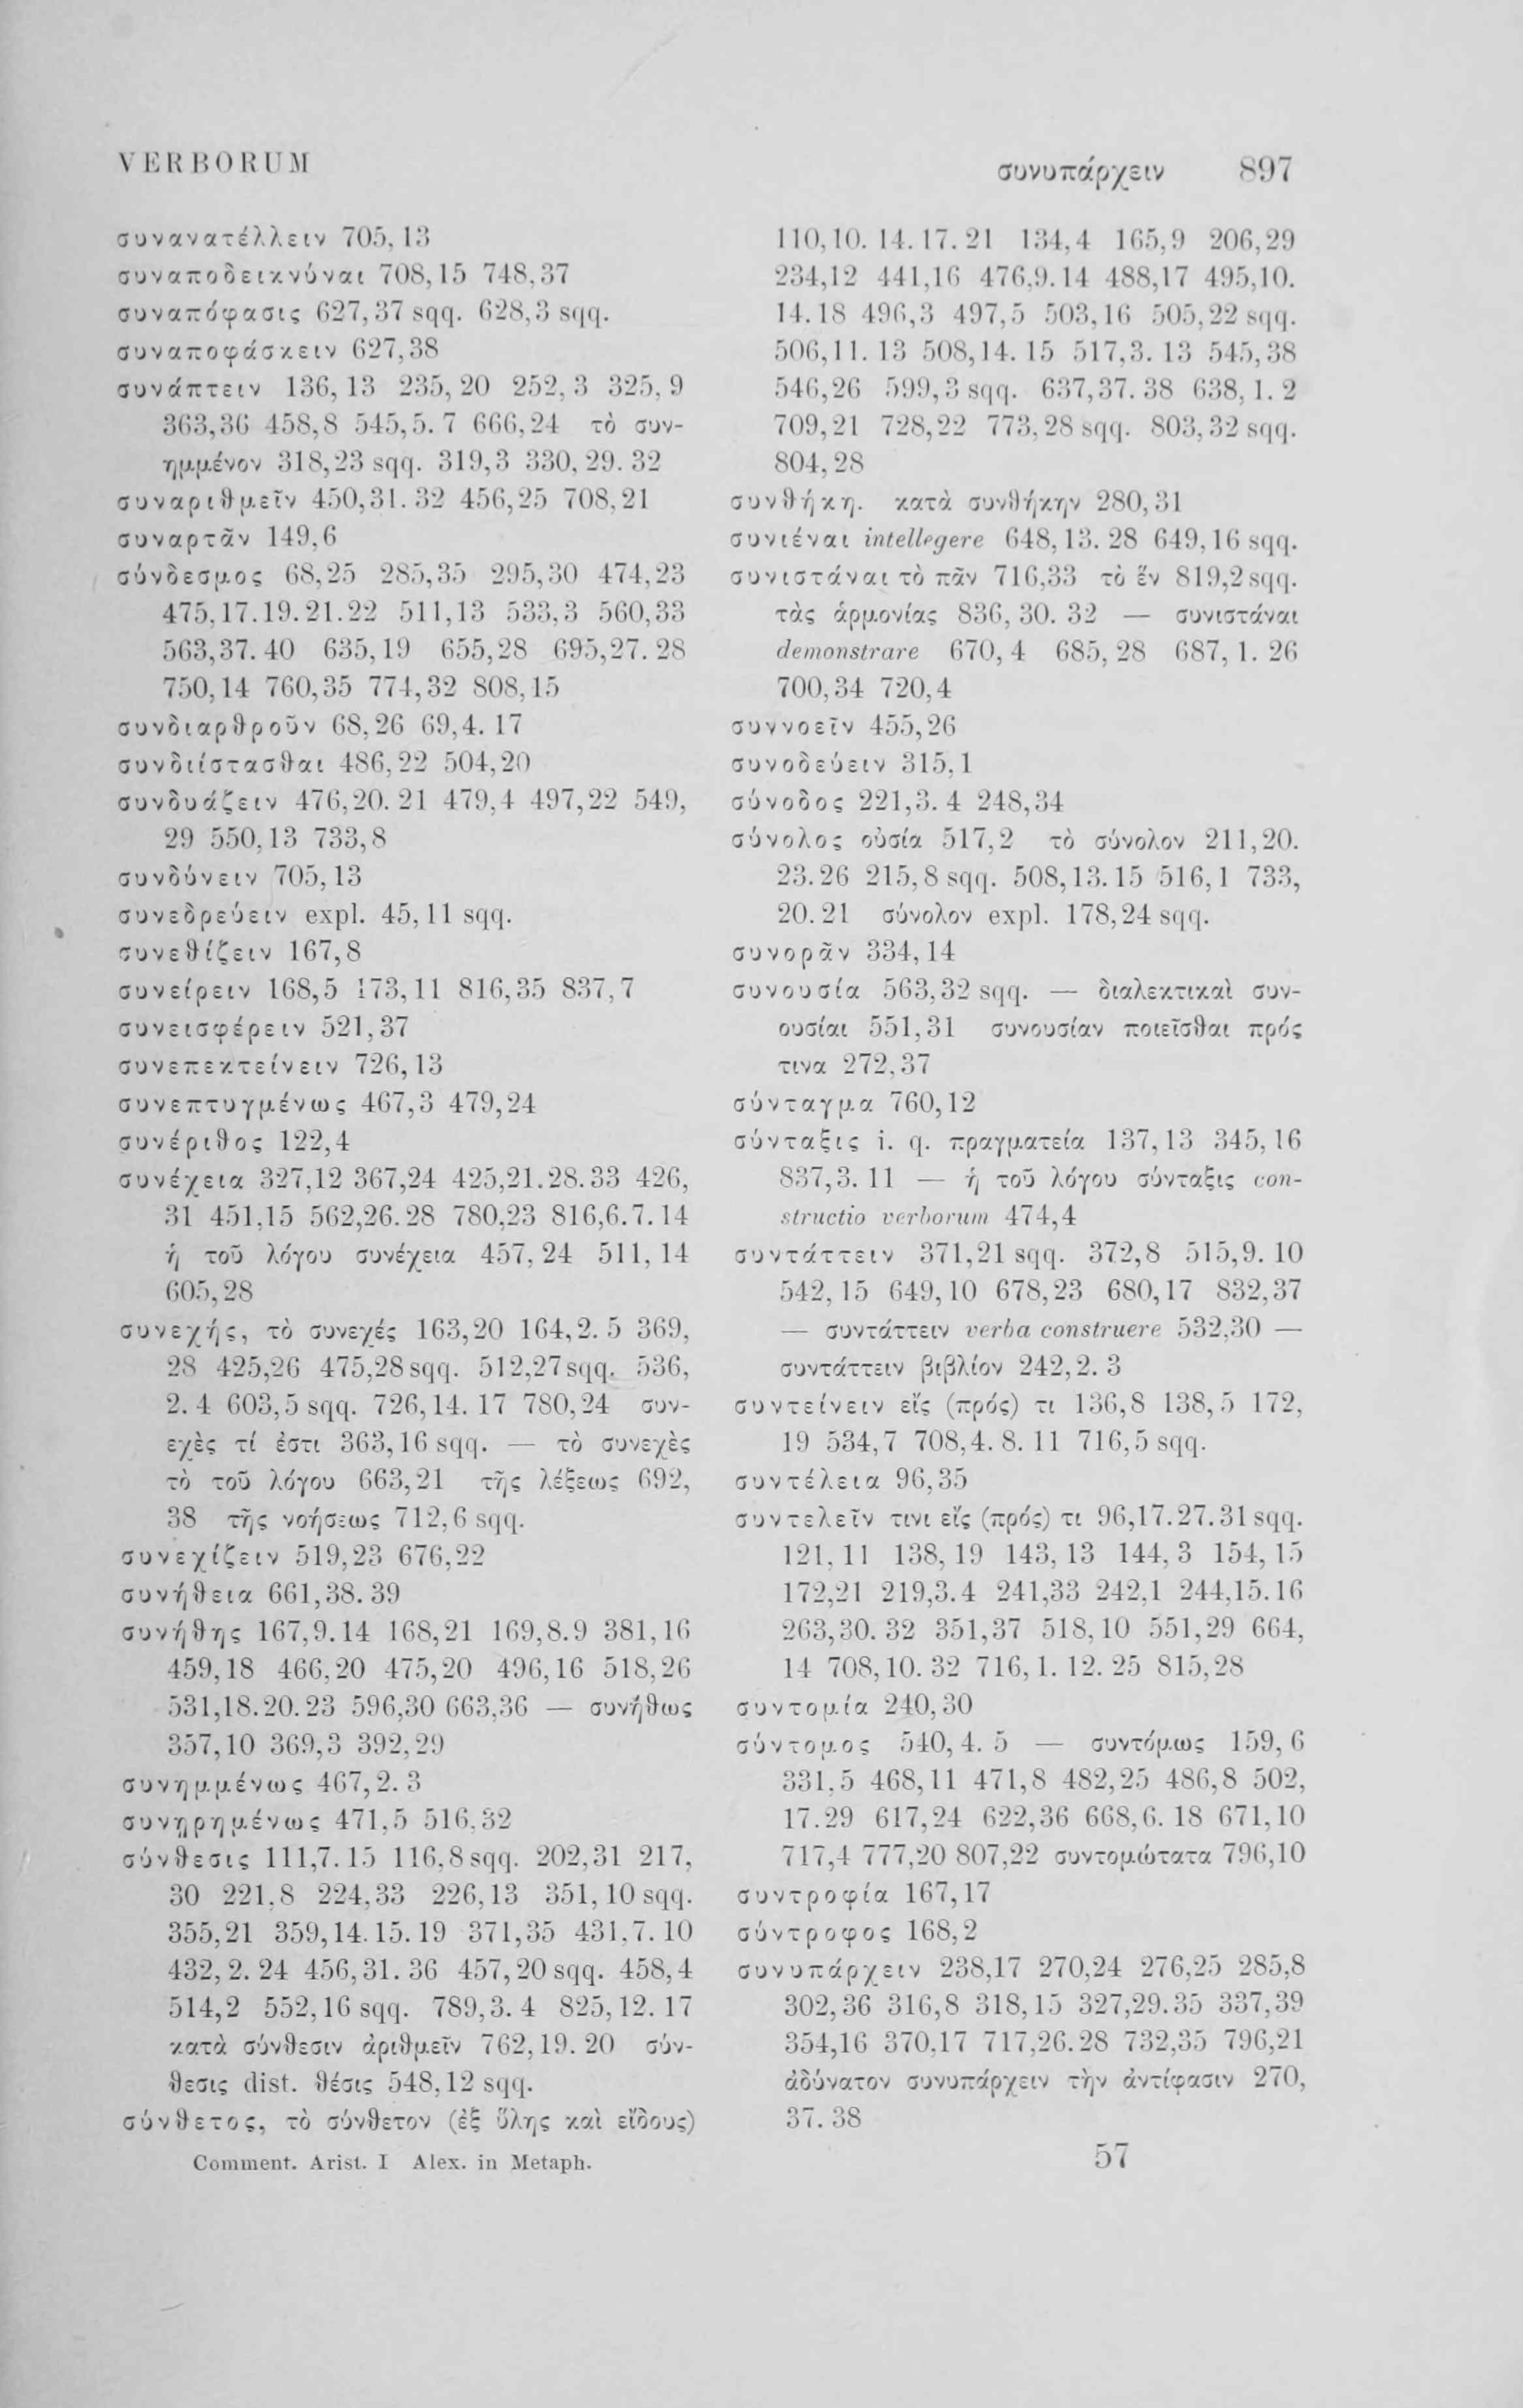 VERBORUM
συνυπάρχειν 897
συνανατέλλειν 705,13
συναποδεικνύναι 708,15 748,37
συναπόφασις 627,37 sqq. 628,3 sqq.
συναποφάσκειν 627,38
συνάπτειν 136,13 235,20 252,3 325,9
363,36 458,8 545,5.7 666,24 τὸ συν-
ημμένον 318,23 sqq. 319,3 330,29.32
συναριθμεῖν 450,31.32 456,25 708,21
συναρτᾶν 149,6
σύνδεσμος 68,25 285,35 295,30 474,23
475,17.19.21.22 511,13 533,3 560,33
563,37.40 635,19 655,28 695,27.28
750,14 760,35 774,32 808,15
συνδιαρθροῦν 68,26 69,4.17
συνδιίστασθαι 486,22 504,20
συνδυάζειν 476,20.21 479,4 497,22 549,
29 550,13 733,8
συνδύνειν 705,13
συνεδρεύειν expl. 45,11 sqq.
συνεθίζειν 167,8
συνείρειν 168,5 173,11 816,35 837,7
συνεισφέρειν 521,37
συνεπεκτείνειν 726,13
συνεπτυγμένως 467,3 479,24
συνέριθος 122,4
συνέχεια 327,12 367,24 425,21.28.33 426,
31 451,15 562,26.28 780,23 816,6.7.14
ἡ τοῦ λόγου συνέχεια 457,24 511,14
605,28
συνεχής, τὸ συνεχές 163,20 164,2.5 369,
28 425,26 475,28 sqq. 512,27 sqq. 536,
2.4 603,5 sqq. 726,14.17 780,24 συν-
εχὲς τί ἐστι 363,16 sqq. — τὸ συνεχὲς
τὸ τοῦ λόγου 663,21 τῆς λέξεως 692,
38 τῆς νοήσεως 712,6 sqq.
συνεχίζειν 519,23 676,22
συνήθεια 661,38.39
συνήθης 167,9.14 168,21 169,8.9 381,16
459,18 466,20 475,20 496,16 518,26
531,18.20.23 596,30 663,36 — συνήθως
357,10 369,3 392,29
συνημμένως 467,2.3
συνῃρημένως 471,5 516,32
σύνθεσις 111,7.15 116,8 sqq. 202,31 217,
30 221,8 224,33 226,13 351,10 sqq.
355,21 359,14.15.19 371,35 431,7.10
432,2.24 456,31.36 457,20 sqq. 458,4
514,2 552,16 sqq. 789,3.4 825,12.17
κατὰ σύνθεσιν ἀριθμεῖν 762,19.20 σύν-
θεσις dist. θέσις 548,12 sqq.
σύνθετος, τὸ σύνθετον (ἐξ ὕλης καὶ εἴδους)
110,10.14.17.21 134,4 165,9 206,29
234,12 441,16 476,9.14 488,17 495,10.
14.18 496,3 497,5 503,16 505,22 sqq.
506,11.13 508,14.15 517,3.13 545,38
546,26 599,3 sqq. 637,37.38 638,1.2
709,21 728,22 773,28 sqq. 803,32 sqq.
804,28
συνθήκη. κατὰ συνθήκην 280,31
συνιέναι intellegere 648,13.28 649,16 sqq.
συνιστάναι τὸ πᾶν 716,33 τὸ ἕν 819,2 sqq.
τὰς ἁρμονίας 836,30.32 — συνιστάναι
demonstrare 670,4 685,28 687,1.26
700,34 720,4
συννοεῖν 455,26
συνοδεύειν 315,1
σύνοδος 221,3.4 248,34
σύνολος οὐσία 517,2 τὸ σύνολον 211,20.
23.26 215,8 sqq. 508,13.15 516,1 733,
20.21 σύνολον expl. 178,24 sqq.
συνορᾶν 334,14
συνουσία 563,32 sqq. — διαλεκτικαὶ συν-
ουσίαι 551,31 συνουσίαν ποιεῖσθαι πρός
τινα 272,37
σύνταγμα 760,12
σύνταξις i. q. πραγματεία 137,13 345,16
837,3.11 — ἡ τοῦ λόγου σύνταξις con-
structio verborum 474,4
συντάττειν 371,21 sqq. 372,8 515,9.10
542,15 649,10 678,23 680,17 832,37
— συντάττειν verba construere 532,30 —
συντάττειν βιβλίον 242,2.3
συντείνειν εἴς (πρός) τι 136,8 138,5 172,
19 534,7 708,4.8.11 716,5 sqq.
συντέλεια 96,35
συντελεῖν τινι εἴς (πρός) τι 96,17.27.31 sqq.
121,11 138,19 143,13 144,3 154,15
172,21 219,3.4 241,33 242,1 244,15.16
263,30.32 351,37 518,10 551,29 664,
14 708,10.32 716,1.12.25 815,28
συντομία 240,30
σύντομος 540,4.5 — συντόμως 159,6
331,5 468,11 471,8 482,25 486,8 502,
17.29 617,24 622,36 668,6.18 671,10
717,4 777,20 807,22 συντομώτατα 796,10
συντροφία 167,17
σύντροφος 168,2
συνυπάρχειν 238,17 270,24 276,25 285,8
302,36 316,8 318,15 327,29.35 337,39
354,16 370,17 717,26.28 732,35 796,21
ἀδύνατον συνυπάρχειν τὴν ἀντίφασιν 270,
37.38
Comment. Arist. I Alex. in Metaph.
57